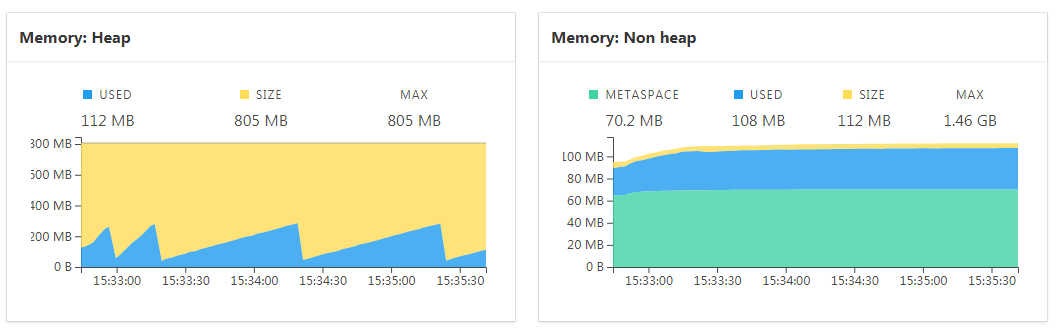 Memory: Heap
USED SIZE MAX
112 MB 805 MB 805 MB
800 MB
600 MB
400 MB
200 MB
0 B
15:33:00 15:33:30 15:34:00 15:34:30 15:35:00 15:35:30
Memory: Non heap
METASPACE USED SIZE MAX
70.2 MB 108 MB 112 MB 1.46 GB
100 MB
80 MB
60 MB
40 MB
20 MB
0 B
15:33:00 15:33:30 15:34:00 15:34:30 15:35:00 15:35:30